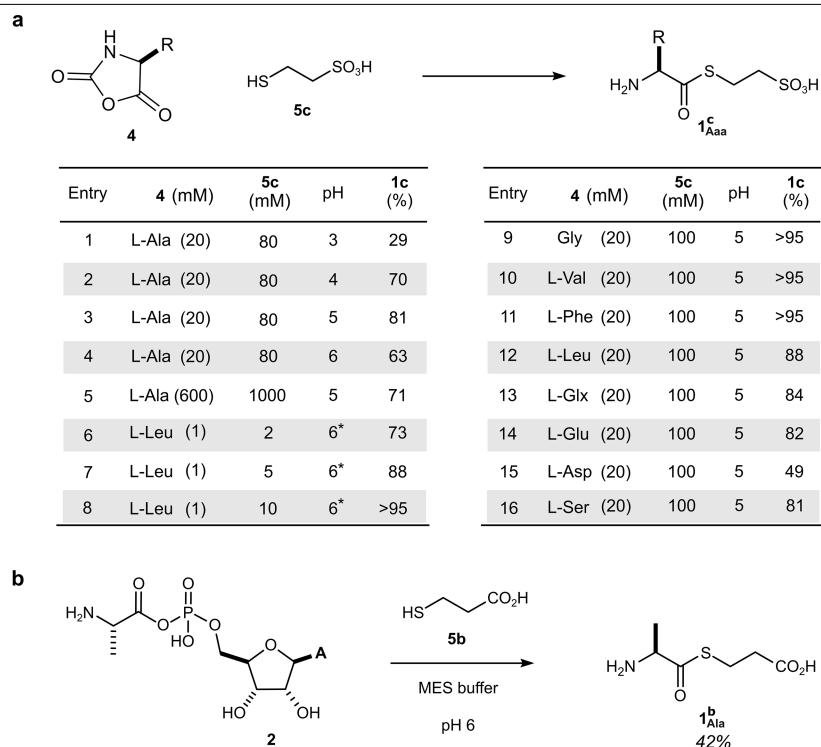 a
H
N
R
O
O
O
4
HS
SO₃H
5c
R
H₂N
S
O
SO₃H
1ᶜAaa
Entry 4 (mM) 5c (mM) pH 1c (%)
1 L-Ala (20) 80 3 29
2 L-Ala (20) 80 4 70
3 L-Ala (20) 80 5 81
4 L-Ala (20) 80 6 63
5 L-Ala (600) 1000 5 71
6 L-Leu (1) 2 6* 73
7 L-Leu (1) 5 6* 88
8 L-Leu (1) 10 6* >95
Entry 4 (mM) 5c (mM) pH 1c (%)
9 Gly (20) 100 5 >95
10 L-Val (20) 100 5 >95
11 L-Phe (20) 100 5 >95
12 L-Leu (20) 100 5 88
13 L-Glx (20) 100 5 84
14 L-Glu (20) 100 5 82
15 L-Asp (20) 100 5 49
16 L-Ser (20) 100 5 81
b
O O
H₂N
O P O
HO
O
A
HO OH
2
HS CO₂H
5b
MES buffer
pH 6
H₂N
S
O
CO₂H
1ᵇAla
42%